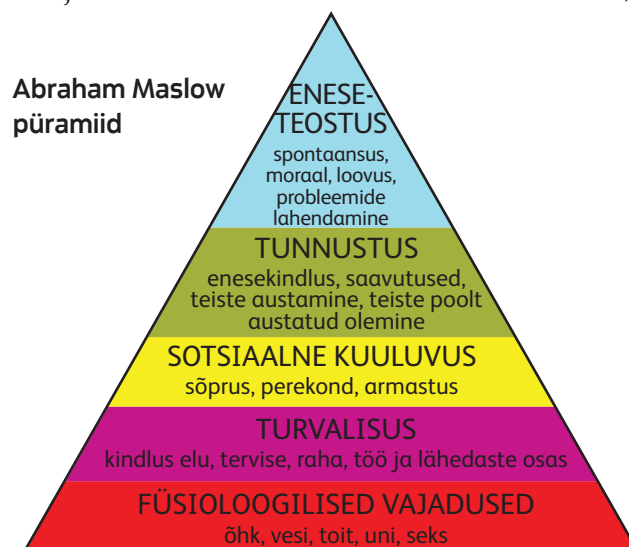 Abraham Maslow
püramiid
ENESE-
TEOSTUS
spontaansus,
moraal, loovus,
probleemide
lahendamine
TUNNUSTUS
enesekindlus, saavutused,
teiste austamine, teiste poolt
austatud olemine
SOTSIAALNE KUULUVUS
sõprus, perekond, armastus
TURVALISUS
kindlus elu, tervise, raha, töö ja lähedaste osas
FÜSIOLOOGILISED VAJADUSED
õhk, vesi, toit, uni, seks